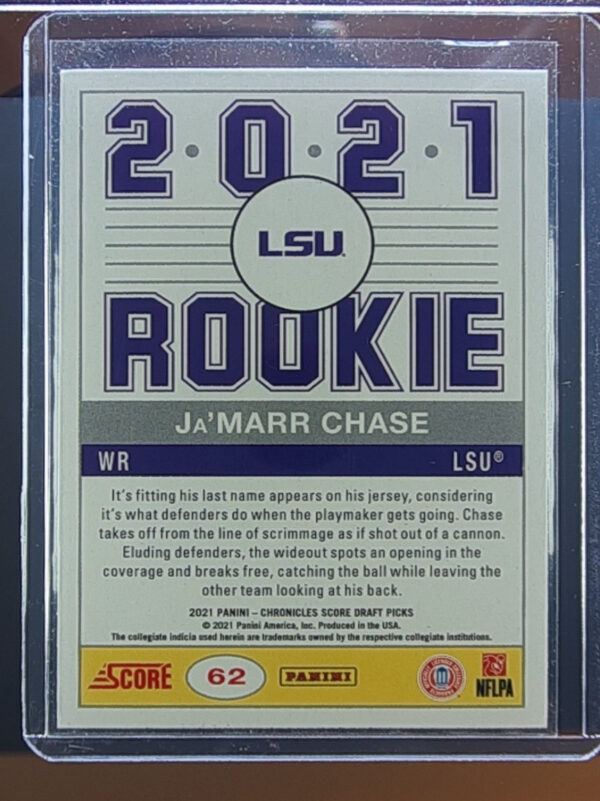 2·0·2·1
LSU
ROOKIE
JA'MARR CHASE
WR LSU®
It's fitting his last name appears on his jersey, considering
it's what defenders do when the playmaker gets going. Chase
takes off from the line of scrimmage as if shot out of a cannon.
Eluding defenders, the wideout spots an opening in the
coverage and breaks free, catching the ball while leaving the
other team looking at his back.
2021 PANINI – CHRONICLES SCORE DRAFT PICKS
© 2021 Panini America, Inc. Produced in the USA.
The collegiate indicia used herein are trademarks owned by the respective collegiate institutions.
SCORE 62 PANINI NFLPA